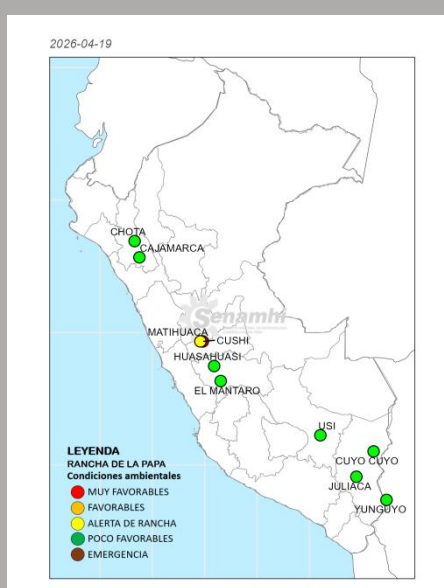 2026-04-19
CHOTA
CAJAMARCA
Senamhi
MATIHUACA
CUSHI
HUASAHUASI
EL MANTARO
USI
CUYO CUYO
JULIACA
YUNGUYO
LEYENDA
RANCHA DE LA PAPA
Condiciones ambientales
MUY FAVORABLES
FAVORABLES
ALERTA DE RANCHA
POCO FAVORABLES
EMERGENCIA